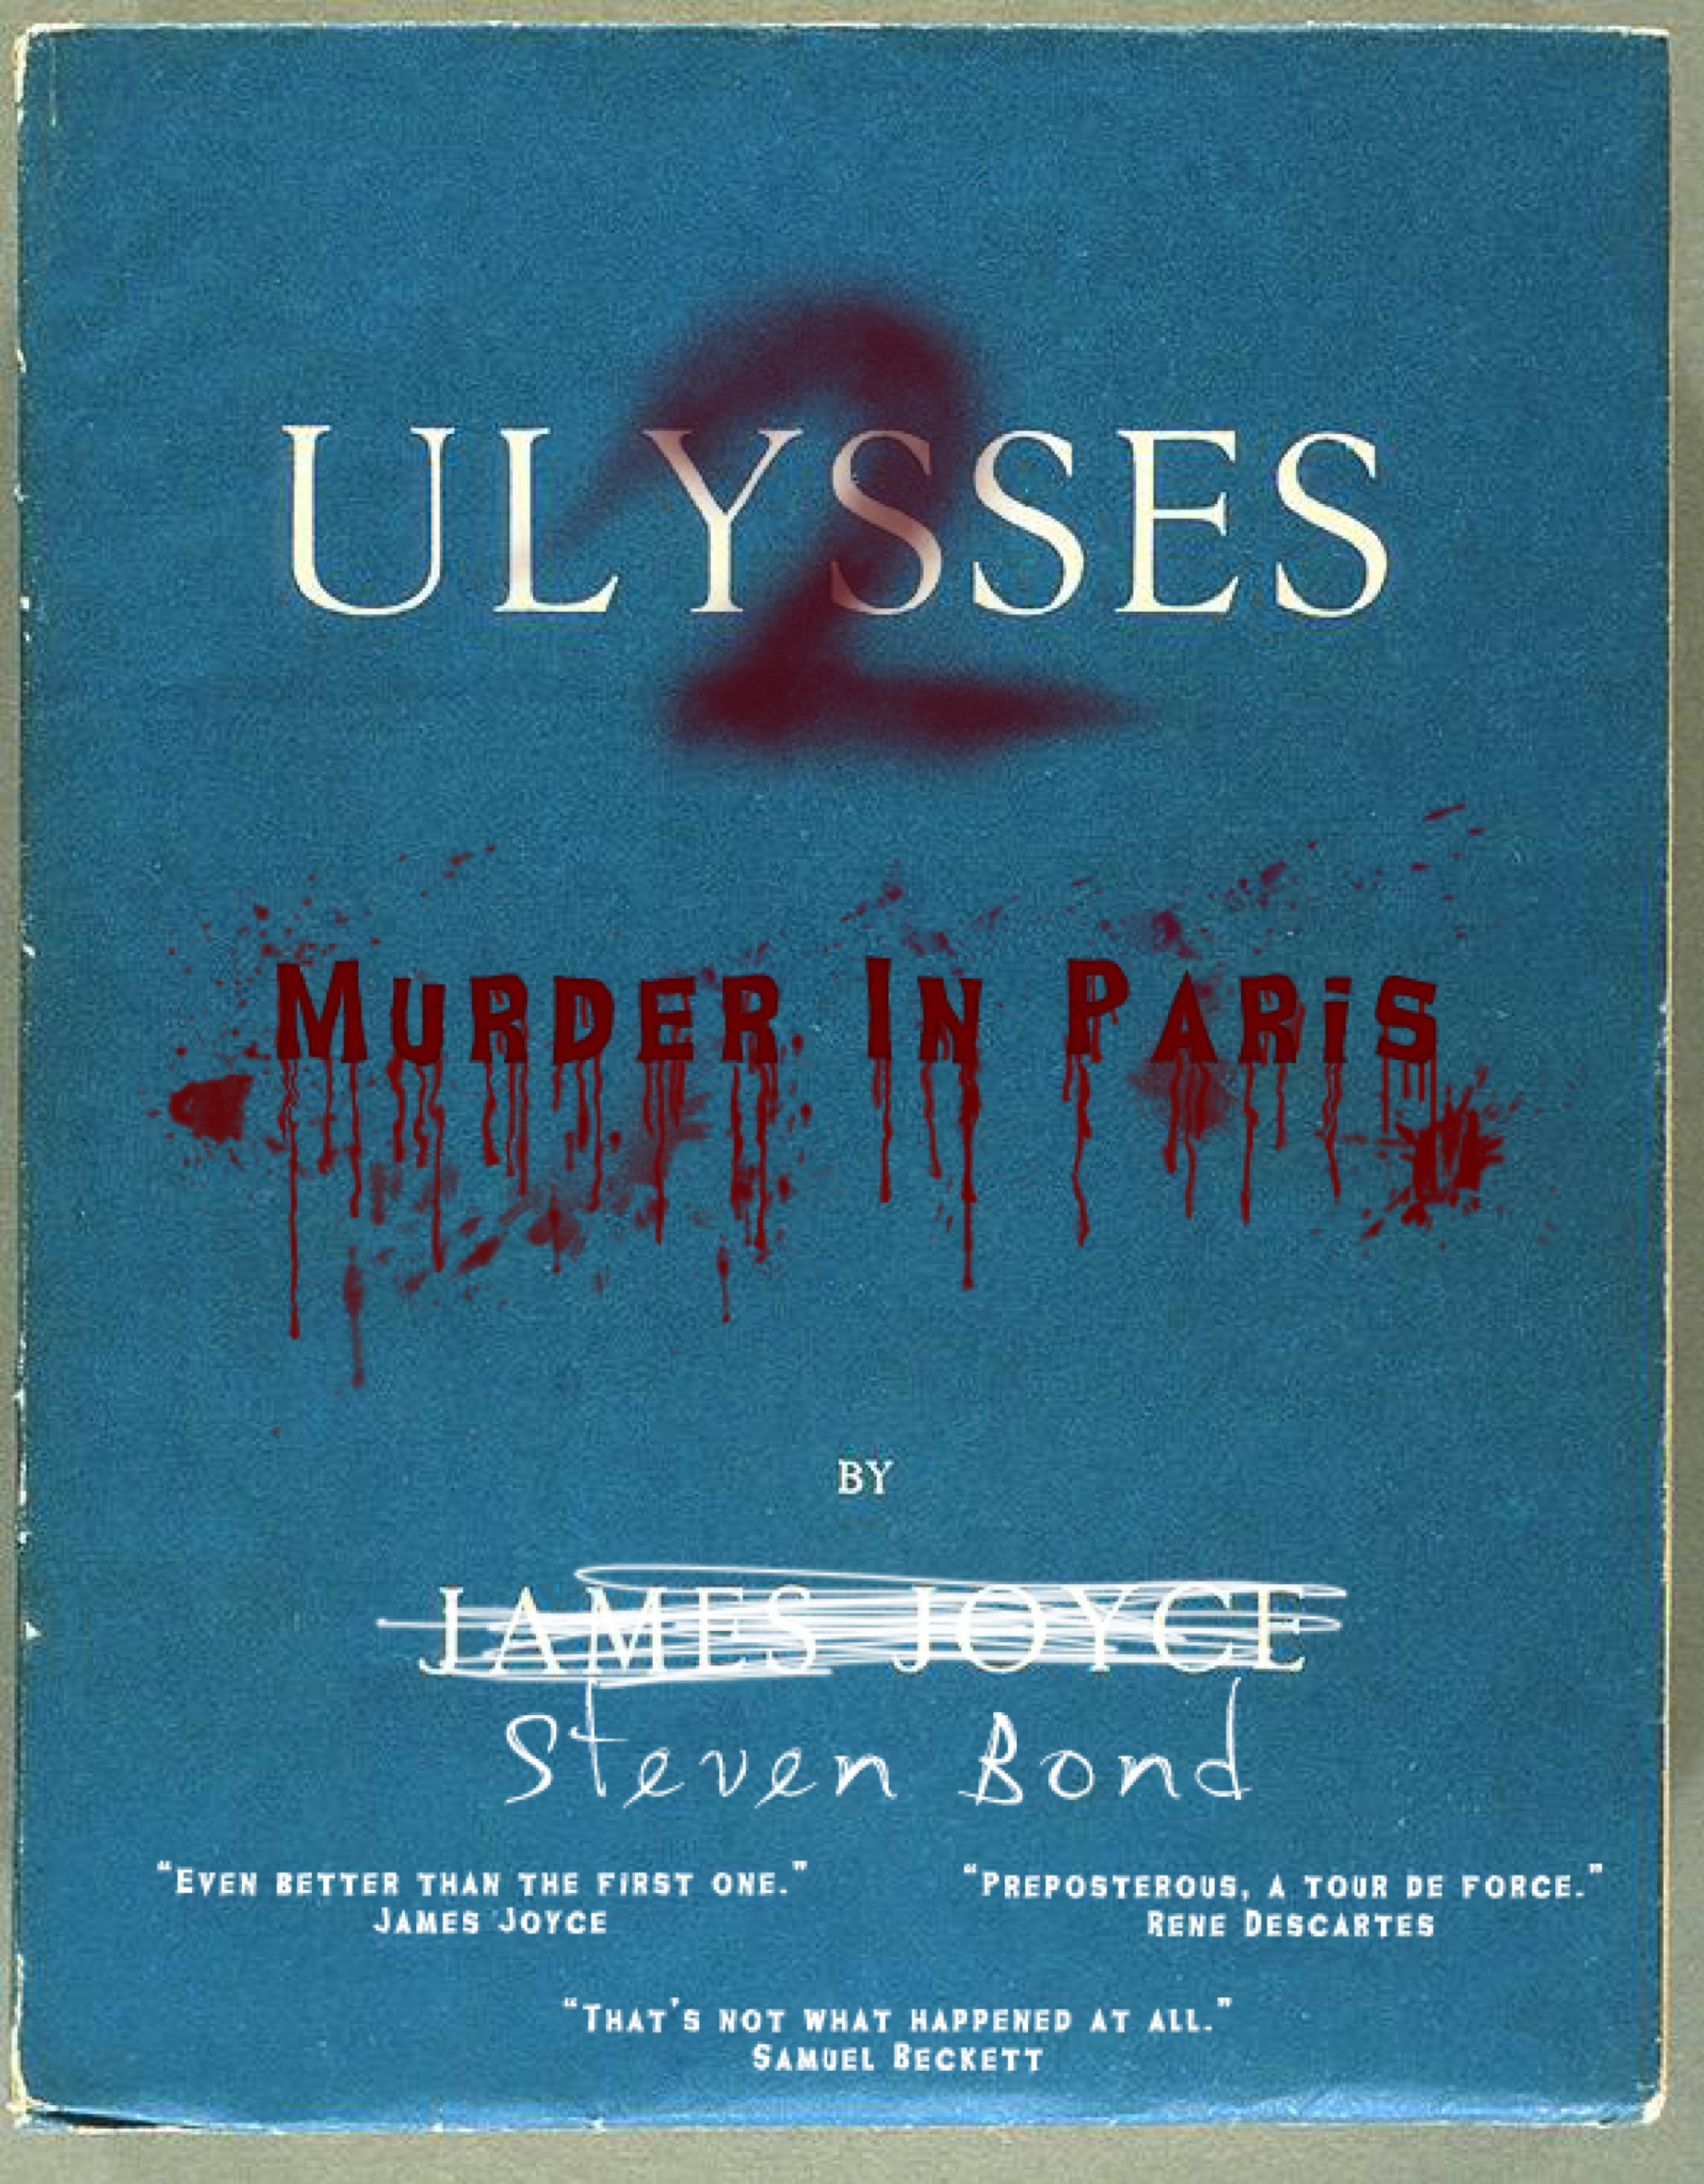 ULYSSES
2
MURDER IN PARiS
BY
JAMES JOYCE
Steven Bond
“EVEN BETTER THAN THE FiRST ONE.”
JAMES JOYCE
“PREPOSTEROUS, A TOUR DE FORCE.”
RENE DESCARTES
“THAT'S NOT WHAT HAPPENED AT ALL.”
SAMUEL BECKETT